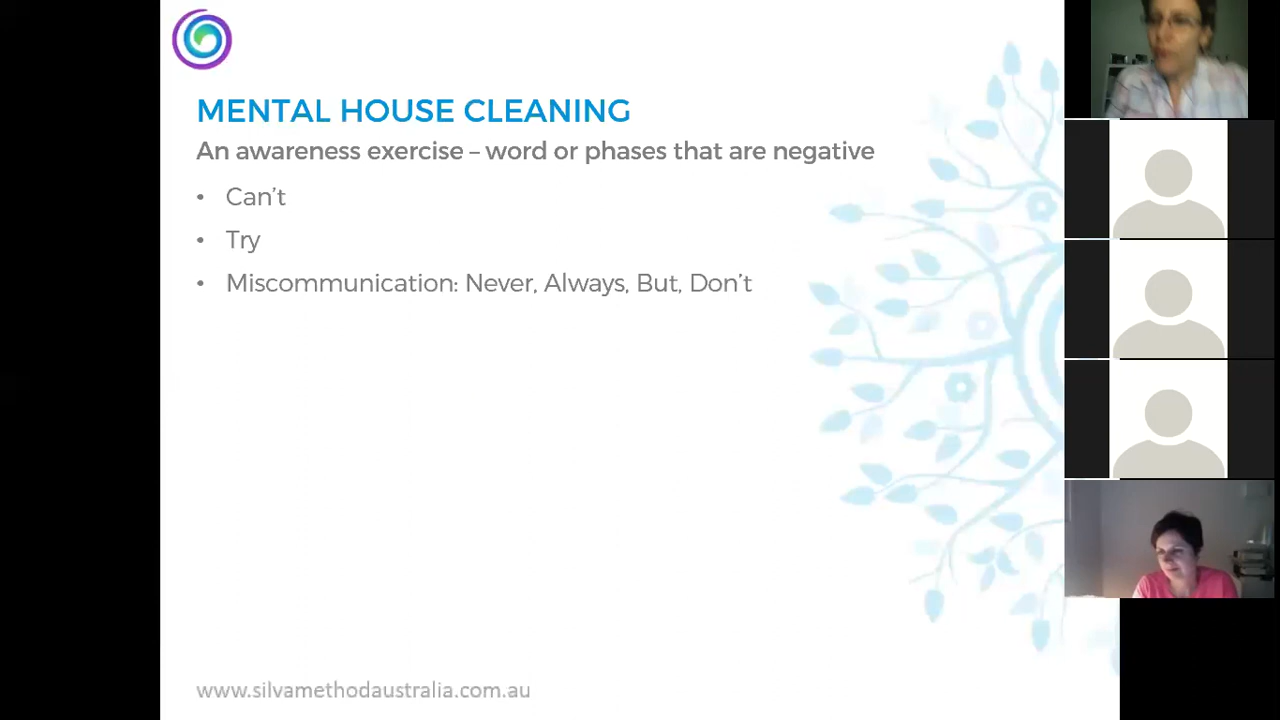 MENTAL HOUSE CLEANING
An awareness exercise – word or phases that are negative
• Can't
• Try
• Miscommunication: Never, Always, But, Don't
www.silvamethodaustralia.com.au